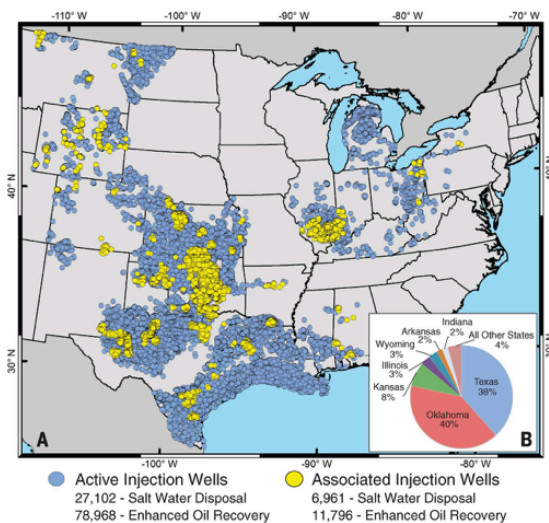 -110° W -100° W -90° W -80° W -70° W
40° N
30° N
Indiana
2%
Arkansas
2%
All Other States
4%
Wyoming
3%
Illinois
3%
Kansas
8%
Texas
38%
Oklahoma
40%
A
B
-100° W -90° W -80° W
Active Injection Wells
27,102 - Salt Water Disposal
78,968 - Enhanced Oil Recovery
Associated Injection Wells
6,961 - Salt Water Disposal
11,796 - Enhanced Oil Recovery